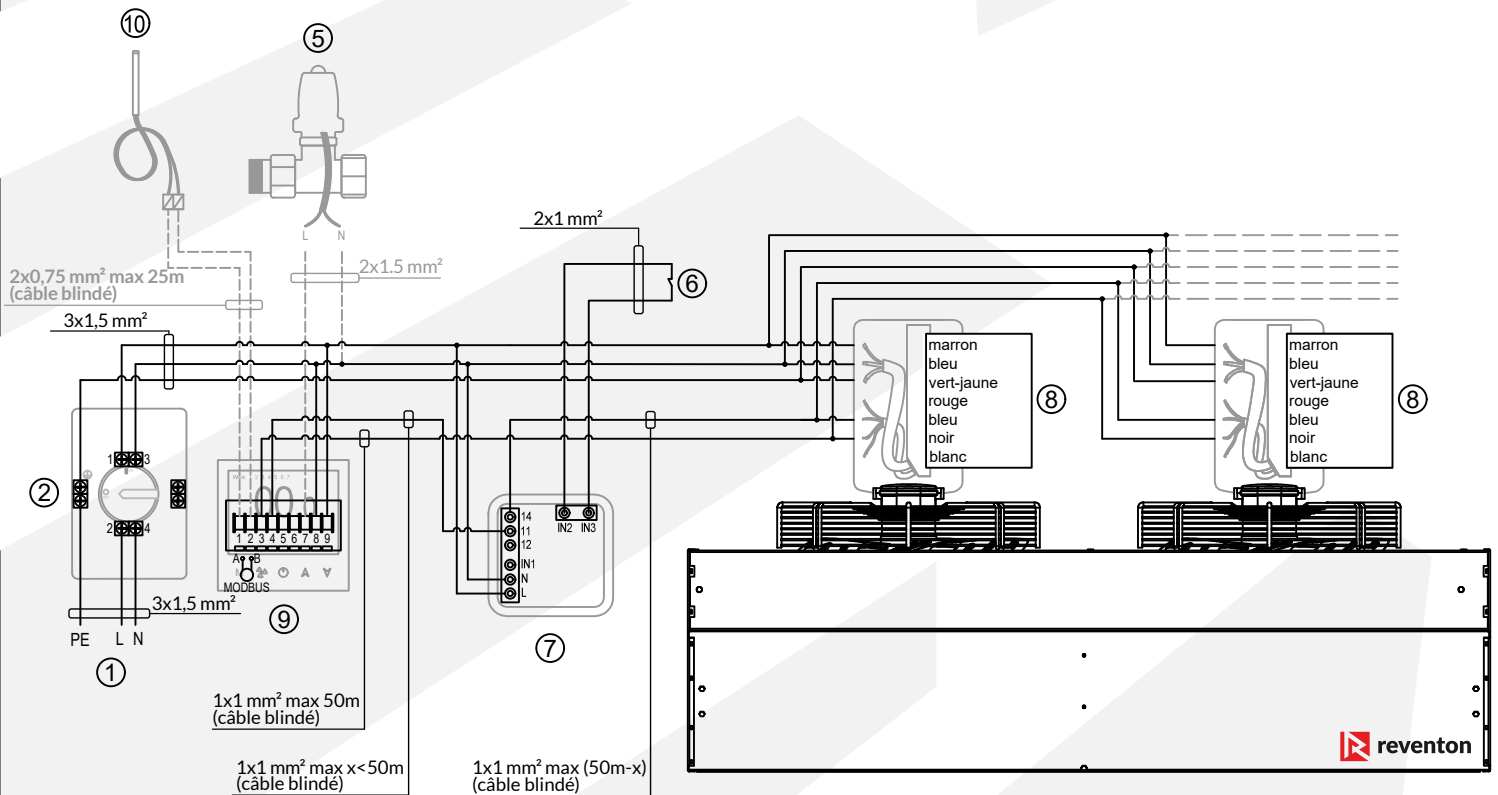 10
5
2x1 mm²
L N
2x1.5 mm²
6
2x0,75 mm² max 25m
(câble blindé)
3x1,5 mm²
marron
bleu
vert-jaune
rouge
bleu
noir
blanc
8
marron
bleu
vert-jaune
rouge
bleu
noir
blanc
8
1 3
2
2 4
1 2 3 4 5 6 7 8 9
A B
MODBUS
9
14
11
12
IN1
N
L
IN2 IN3
7
3x1,5 mm²
PE L N
1
1x1 mm² max 50m
(câble blindé)
1x1 mm² max x<50m
(câble blindé)
1x1 mm² max (50m-x)
(câble blindé)
reventon